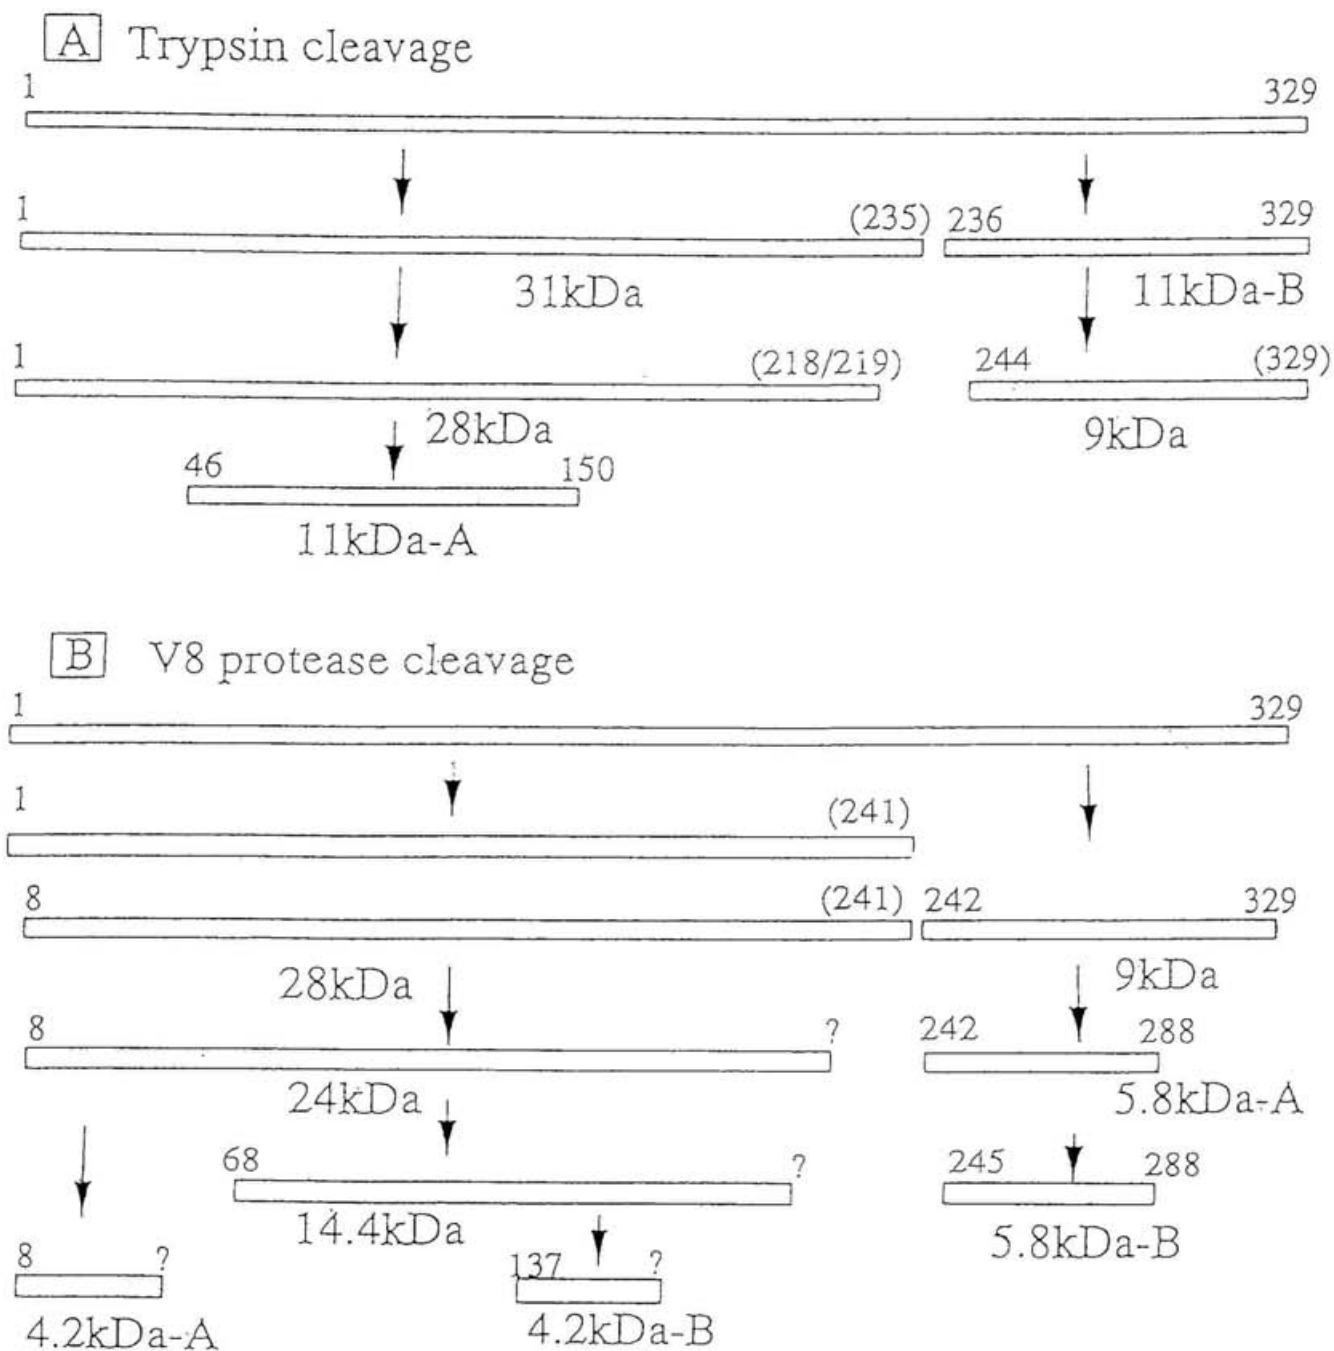 A Trypsin cleavage
1 329
1 (235) 236 329
31kDa 11kDa-B
1 (218/219) 244 (329)
28kDa 9kDa
46 150
11kDa-A
B V8 protease cleavage
1 329
1 (241)
8 (241) 242 329
28kDa 9kDa
8 ? 242 288
24kDa 5.8kDa-A
68 ? 245 288
14.4kDa 5.8kDa-B
8 ? 137 ?
4.2kDa-A 4.2kDa-B